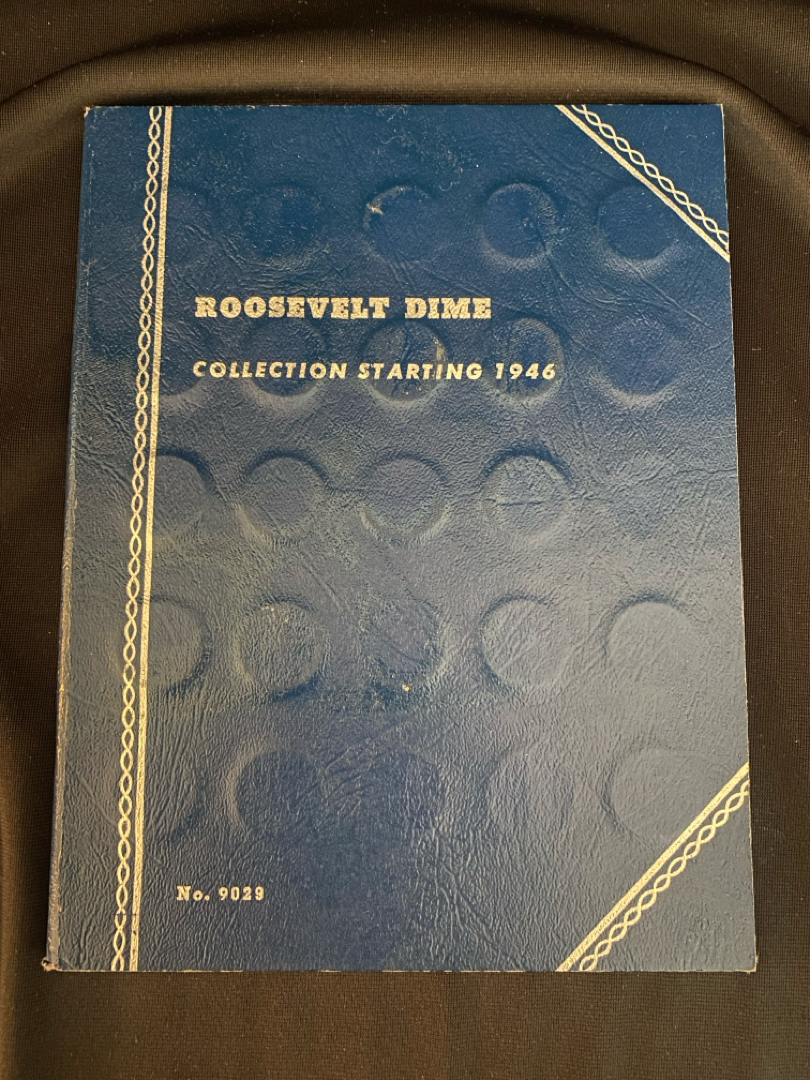 ROOSEVELT DIME
COLLECTION STARTING 1946
No. 9029